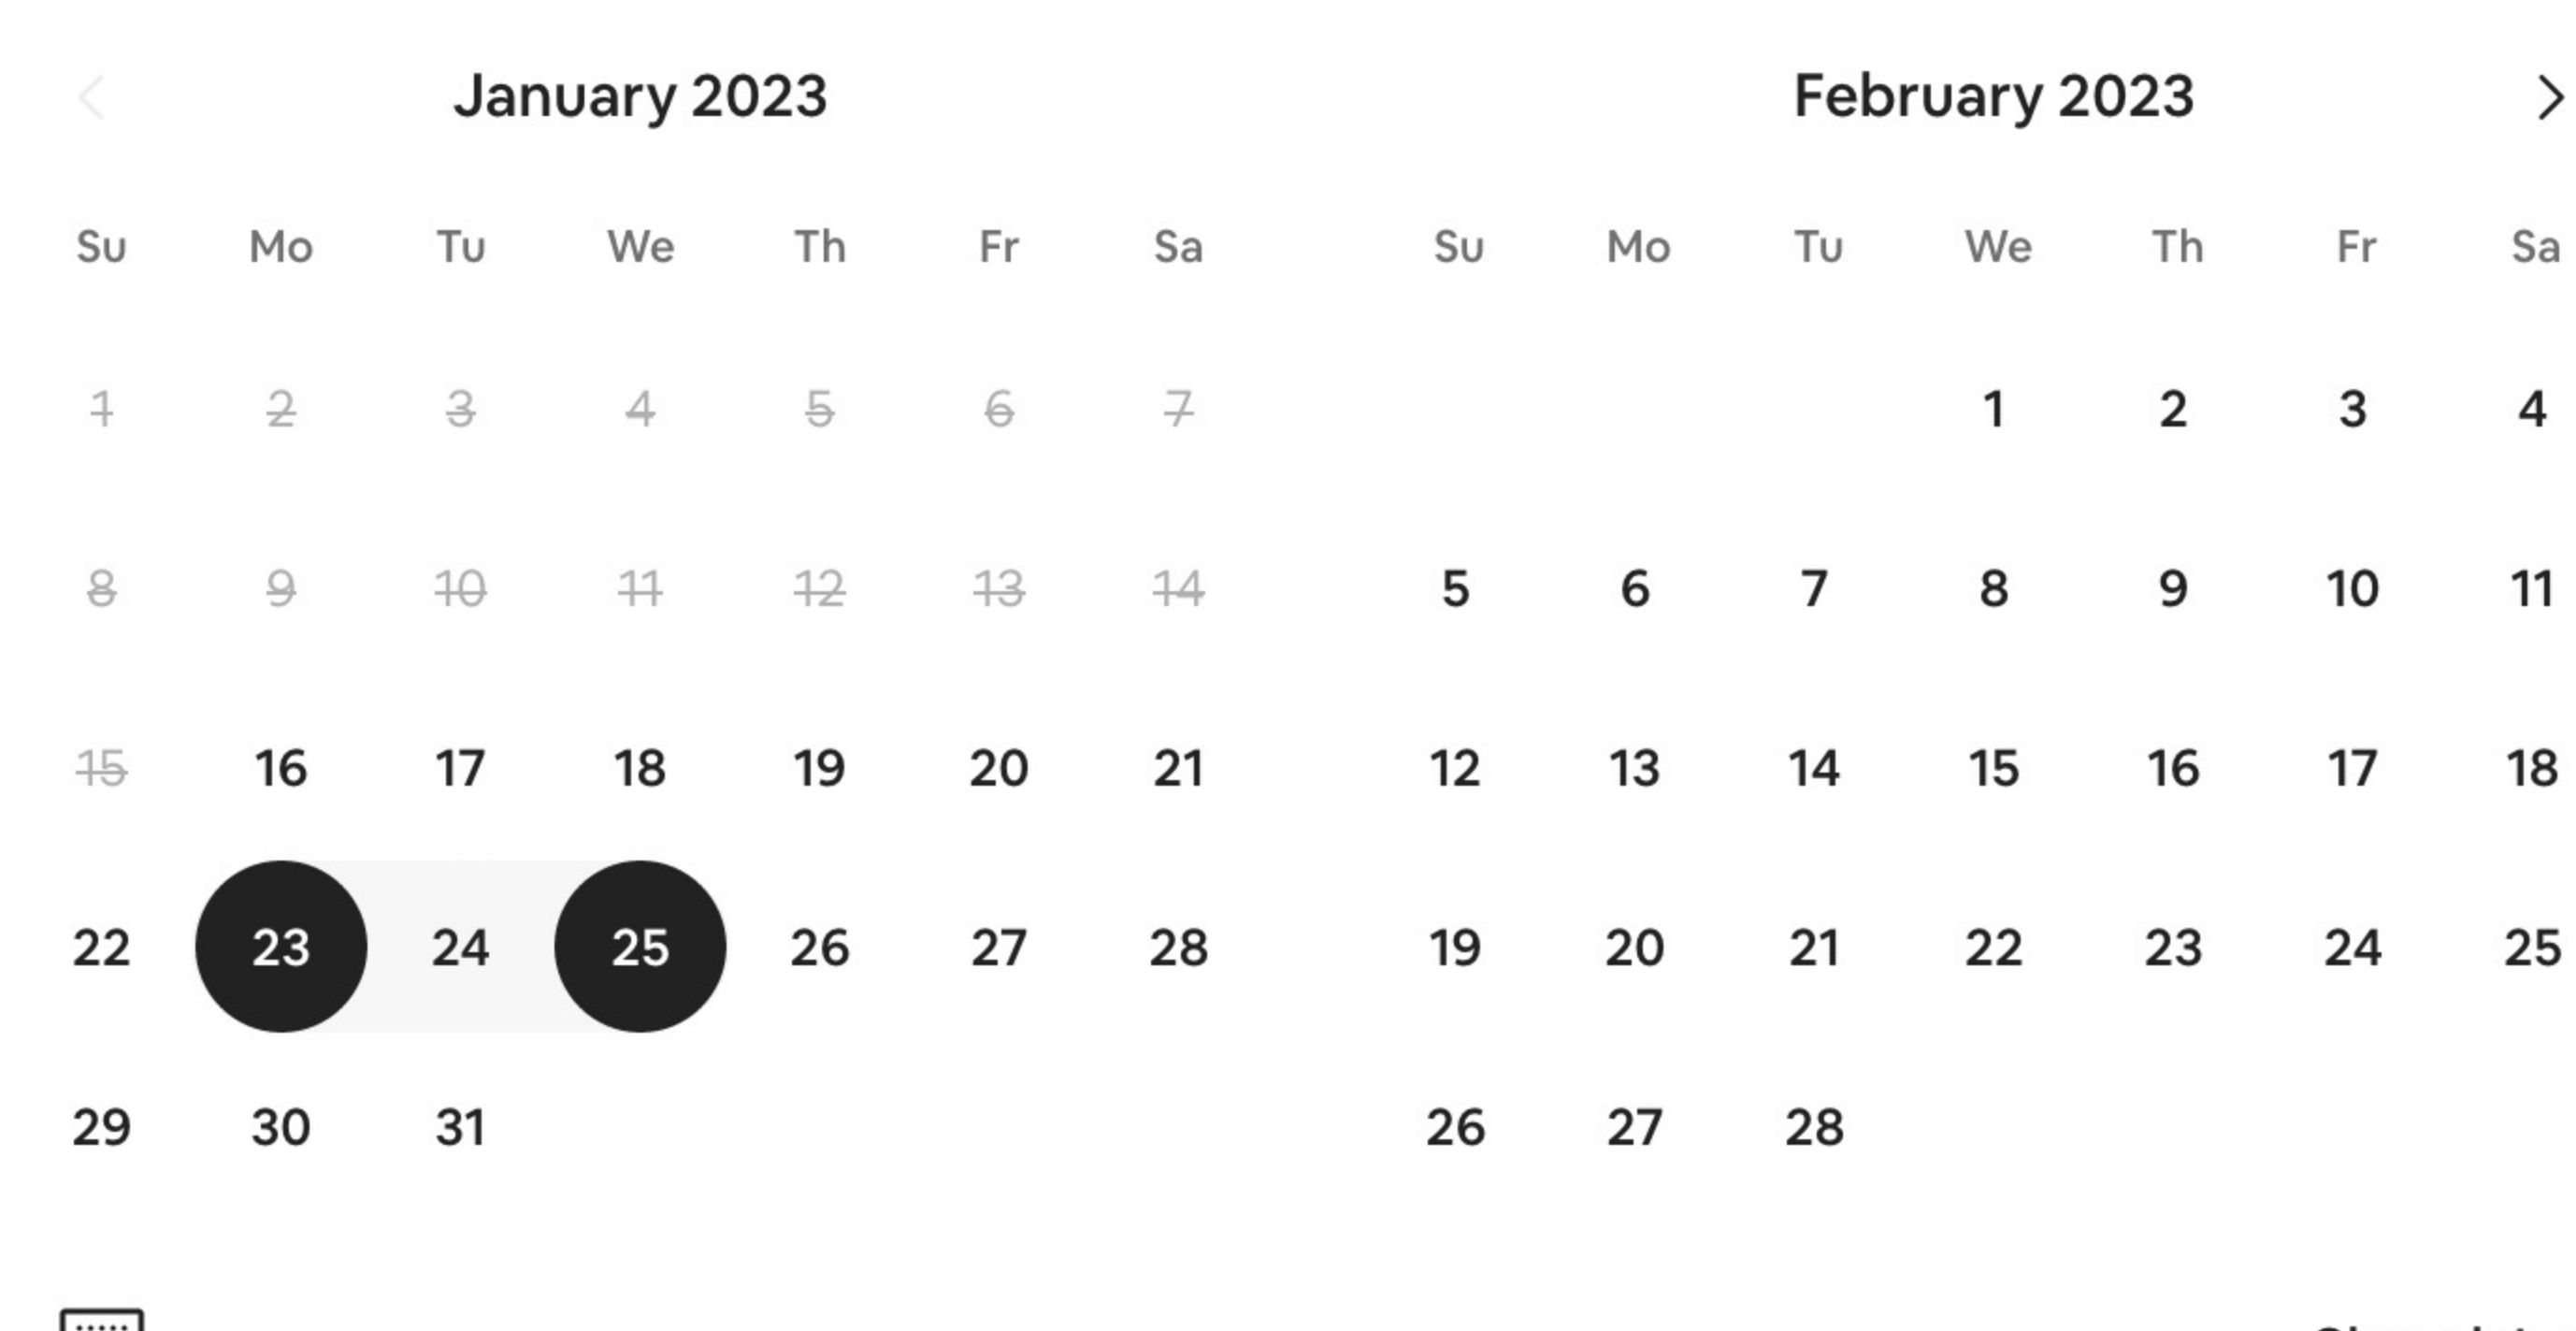 January 2023
Su Mo Tu We Th Fr Sa
1 2 3 4 5 6 7
8 9 10 11 12 13 14
15 16 17 18 19 20 21
22 23 24 25 26 27 28
29 30 31
February 2023
Su Mo Tu We Th Fr Sa
1 2 3 4
5 6 7 8 9 10 11
12 13 14 15 16 17 18
19 20 21 22 23 24 25
26 27 28